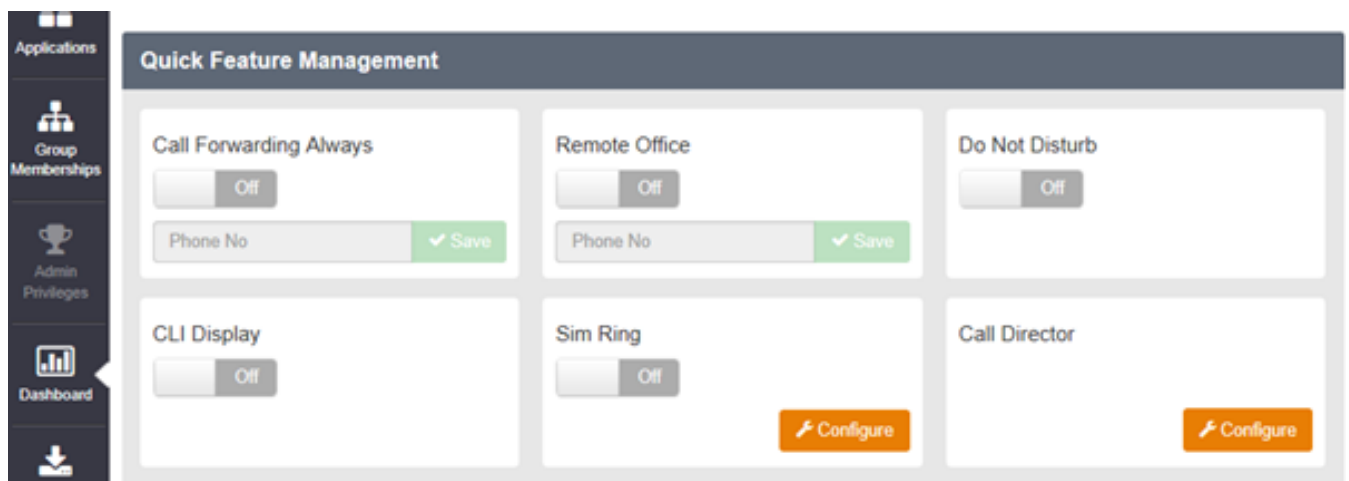 Applications
Group
Memberships
Admin
Privileges
Dashboard
Quick Feature Management
Call Forwarding Always
Off
Phone No
Save
Remote Office
Off
Phone No
Save
Do Not Disturb
Off
CLI Display
Off
Sim Ring
Off
Configure
Call Director
Configure